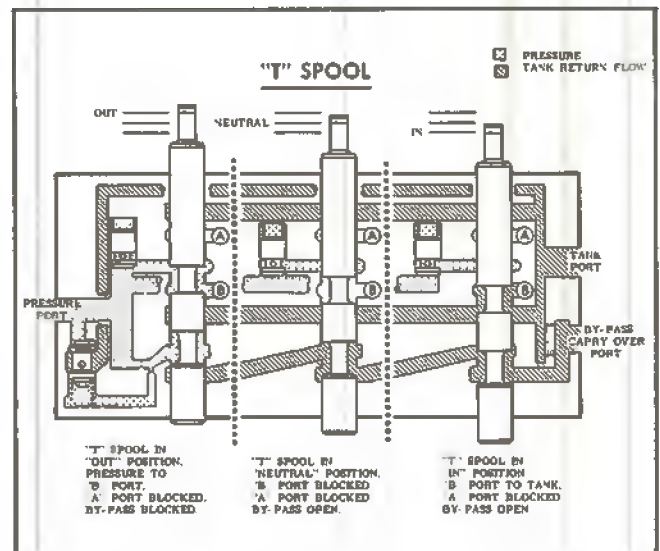 PRESSURE
TANK RETURN FLOW
"T" SPOOL
OUT
NEUTRAL
IN
A
A
A
B
B
B
TANK
PORT
PRESSURE
PORT
BY-PASS
CAPRY OVER
PORT
"T" SPOOL IN
"OUT" POSITION.
PRESSURE TO
'B' PORT.
'A' PORT BLOCKED.
BY-PASS BLOCKED
"T" SPOOL IN
"NEUTRAL" POSITION.
'B' PORT BLOCKED
'A' PORT BLOCKED
BY-PASS OPEN.
"T" SPOOL IN
IN" POSITION
'B' PORT TO TANK.
A PORT BLOCKED
BY-PASS OPEN